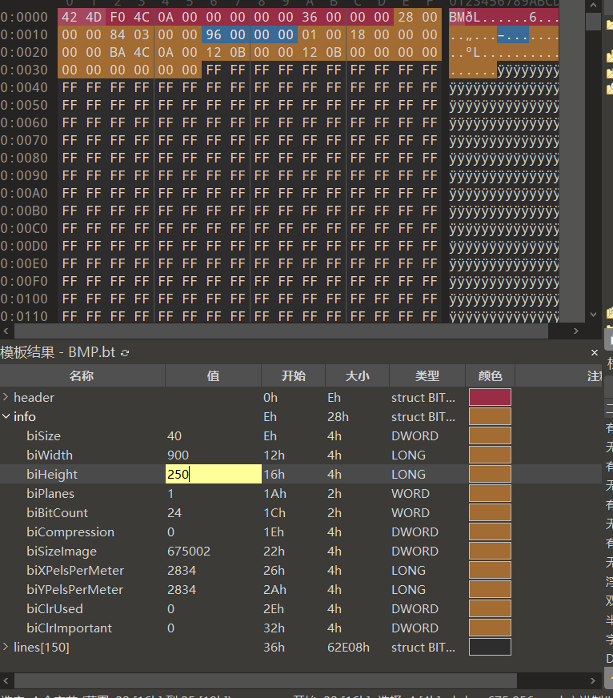 0 1 2 3 4 5 6 7 8 9 A B C D E F 0123456789ABCD
0:0000 42 4D F0 4C 0A 00 00 00 00 00 36 00 00 00 28 00 BMðL......6...
0:0010 00 00 84 03 00 00 96 00 00 00 01 00 18 00 00 00 ..„...–.......
0:0020 00 00 BA 4C 0A 00 12 0B 00 00 12 0B 00 00 00 00 ..ºL..........
0:0030 00 00 00 00 00 00 FF FF FF FF FF FF FF FF FF FF ......ÿÿÿÿÿÿÿÿ
0:0040 FF FF FF FF FF FF FF FF FF FF FF FF FF FF FF FF ÿÿÿÿÿÿÿÿÿÿÿÿÿÿ
0:0050 FF FF FF FF FF FF FF FF FF FF FF FF FF FF FF FF ÿÿÿÿÿÿÿÿÿÿÿÿÿÿ
0:0060 FF FF FF FF FF FF FF FF FF FF FF FF FF FF FF FF ÿÿÿÿÿÿÿÿÿÿÿÿÿÿ
0:0070 FF FF FF FF FF FF FF FF FF FF FF FF FF FF FF FF ÿÿÿÿÿÿÿÿÿÿÿÿÿÿ
0:0080 FF FF FF FF FF FF FF FF FF FF FF FF FF FF FF FF ÿÿÿÿÿÿÿÿÿÿÿÿÿÿ
0:0090 FF FF FF FF FF FF FF FF FF FF FF FF FF FF FF FF ÿÿÿÿÿÿÿÿÿÿÿÿÿÿ
0:00A0 FF FF FF FF FF FF FF FF FF FF FF FF FF FF FF FF ÿÿÿÿÿÿÿÿÿÿÿÿÿÿ
0:00B0 FF FF FF FF FF FF FF FF FF FF FF FF FF FF FF FF ÿÿÿÿÿÿÿÿÿÿÿÿÿÿ
0:00C0 FF FF FF FF FF FF FF FF FF FF FF FF FF FF FF FF ÿÿÿÿÿÿÿÿÿÿÿÿÿÿ
0:00D0 FF FF FF FF FF FF FF FF FF FF FF FF FF FF FF FF ÿÿÿÿÿÿÿÿÿÿÿÿÿÿ
0:00E0 FF FF FF FF FF FF FF FF FF FF FF FF FF FF FF FF ÿÿÿÿÿÿÿÿÿÿÿÿÿÿ
0:00F0 FF FF FF FF FF FF FF FF FF FF FF FF FF FF FF FF ÿÿÿÿÿÿÿÿÿÿÿÿÿÿ
0:0100 FF FF FF FF FF FF FF FF FF FF FF FF FF FF FF FF ÿÿÿÿÿÿÿÿÿÿÿÿÿÿ
0:0110 FF FF FF FF FF FF FF FF FF FF FF FF FF FF FF FF ÿÿÿÿÿÿÿÿÿÿÿÿÿÿ
模板结果 - BMP.bt
名称 值 开始 大小 类型 颜色
header 0h Eh struct BIT...
info Eh 28h struct BIT...
biSize 40 Eh 4h DWORD
biWidth 900 12h 4h LONG
biHeight 250 16h 4h LONG
biPlanes 1 1Ah 2h WORD
biBitCount 24 1Ch 2h WORD
biCompression 0 1Eh 4h DWORD
biSizeImage 675002 22h 4h DWORD
biXPelsPerMeter 2834 26h 4h LONG
biYPelsPerMeter 2834 2Ah 4h LONG
biClrUsed 0 2Eh 4h DWORD
biClrImportant 0 32h 4h DWORD
lines[150] 36h 62E08h struct BIT...